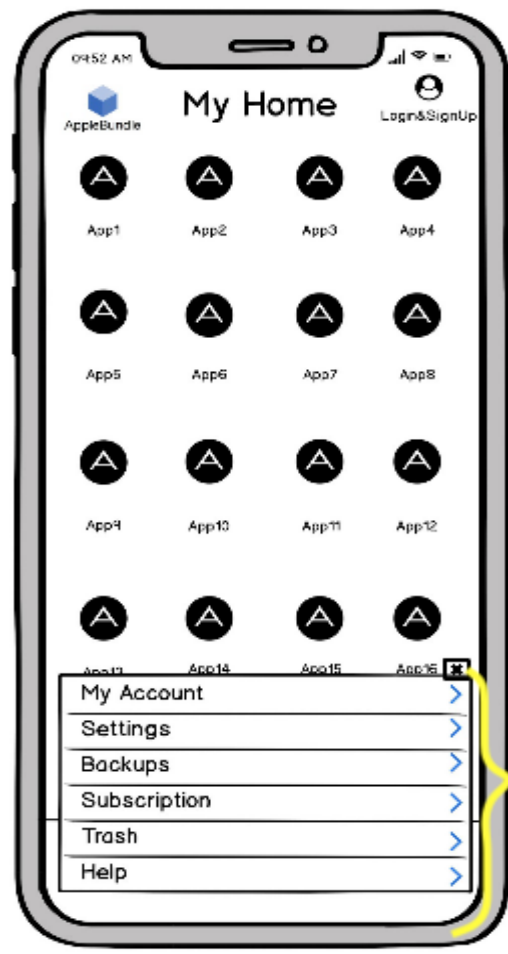 09:52 AM
My Home
AppleBundle
Login&SignUp
App1 App2 App3 App4
App5 App6 App7 App8
App9 App10 App11 App12
App13 App14 App15 App16
My Account
Settings
Backups
Subscription
Trash
Help